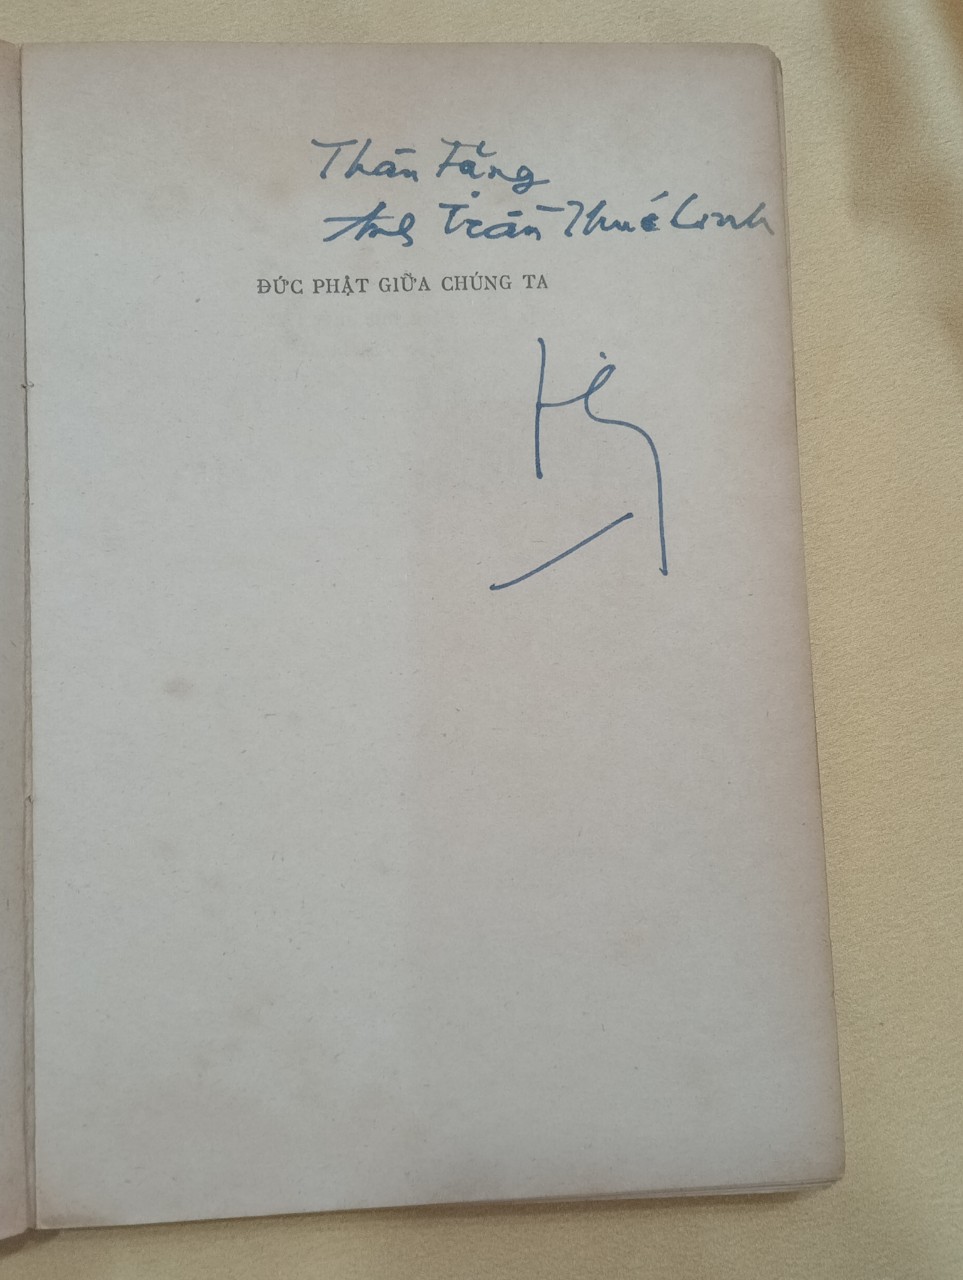 Thân Tặng
Anh Trần Thúc Linh
ĐỨC PHẬT GIỮA CHÚNG TA